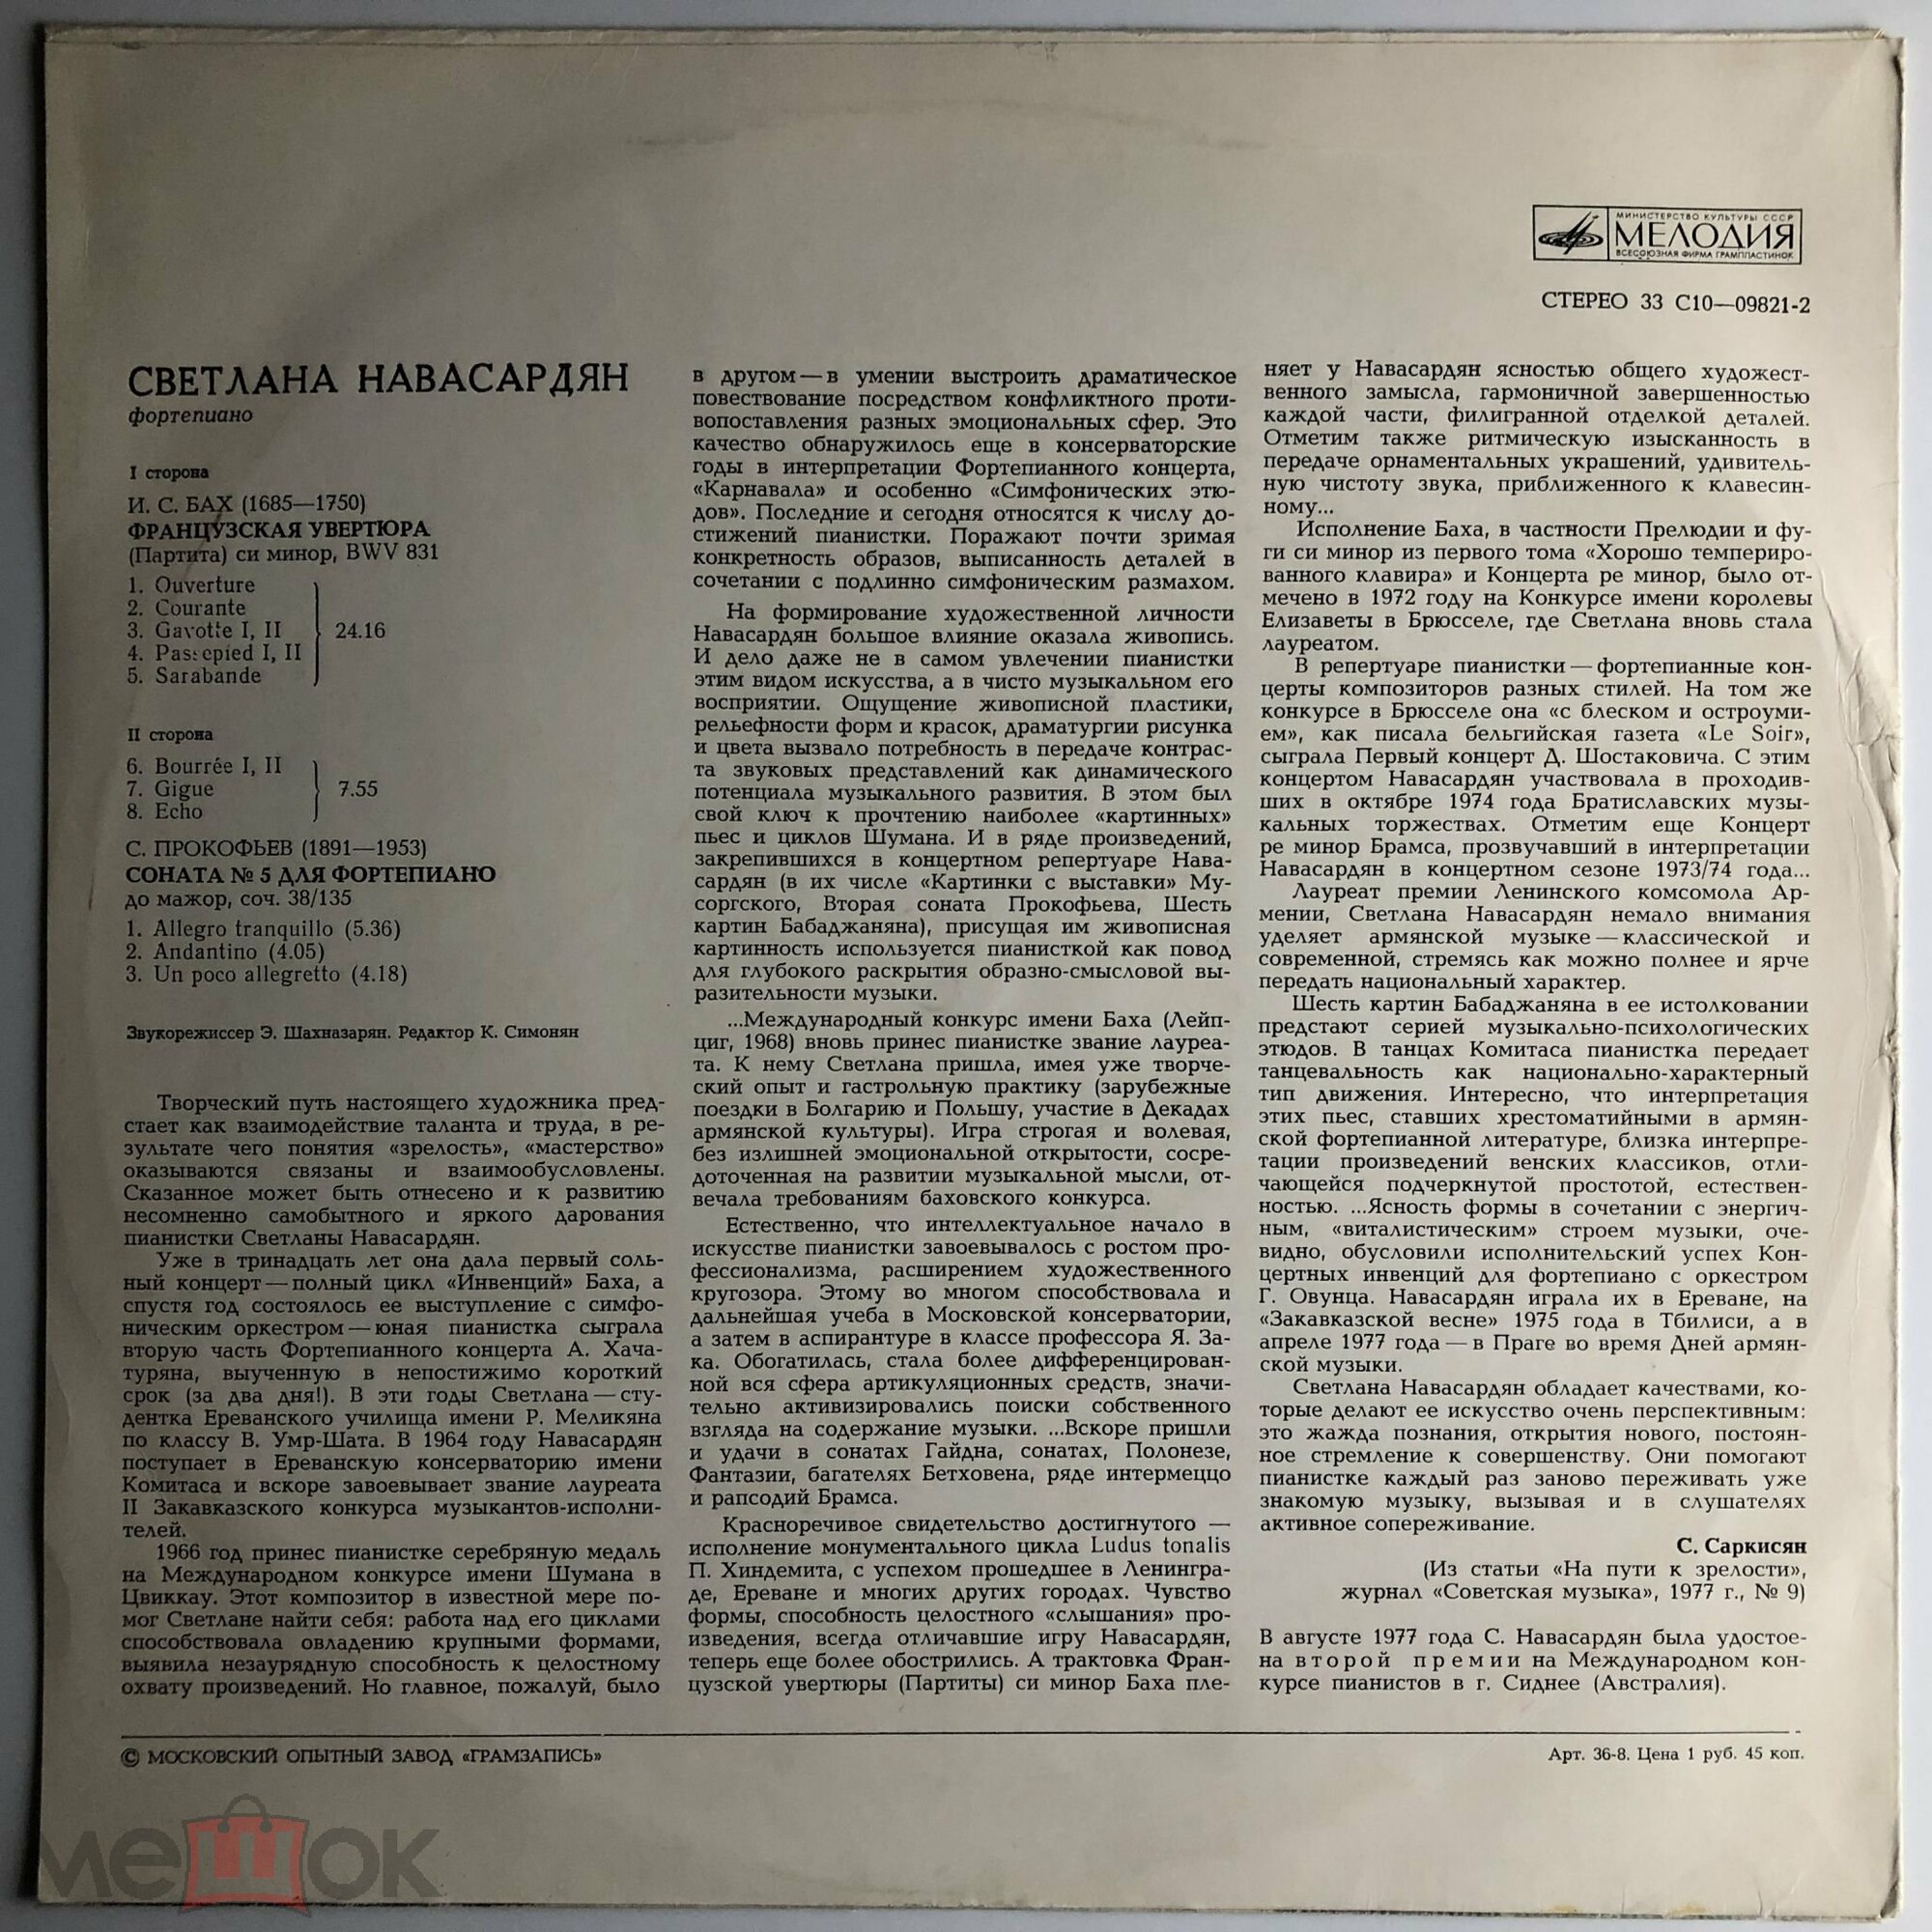 МИНИСТЕРСТВО КУЛЬТУРЫ СССР
МЕЛОДИЯ
ВСЕСОЮЗНАЯ ФИРМА ГРАМПЛАСТИНОК
СТЕРЕО 33 С10—09821-2
СВЕТЛАНА НАВАСАРДЯН
фортепиано
I сторона
И. С. БАХ (1685—1750)
ФРАНЦУЗСКАЯ УВЕРТЮРА
(Партита) си минор, BWV 831
1. Ouverture
2. Courante
3. Gavotte I, II
24.16
4. Passepied I, II
5. Sarabande
II сторона
6. Bourrée I, II
7. Gigue
7.55
8. Echo
С. ПРОКОФЬЕВ (1891—1953)
СОНАТА № 5 ДЛЯ ФОРТЕПИАНО
до мажор, соч. 38/135
1. Allegro tranquillo (5.36)
2. Andantino (4.05)
3. Un poco allegretto (4.18)
Звукорежиссер Э. Шахназарян. Редактор К. Симонян
Творческий путь настоящего художника пред-
стает как взаимодействие таланта и труда, в ре-
зультате чего понятия «зрелость», «мастерство»
оказываются связаны и взаимообусловлены.
Сказанное может быть отнесено и к развитию
несомненно самобытного и яркого дарования
пианистки Светланы Навасардян.
Уже в тринадцать лет она дала первый соль-
ный концерт — полный цикл «Инвенций» Баха, а
спустя год состоялось ее выступление с симфо-
ническим оркестром — юная пианистка сыграла
вторую часть Фортепианного концерта А. Хача-
туряна, выученную в непостижимо короткий
срок (за два дня!). В эти годы Светлана — сту-
дентка Ереванского училища имени Р. Меликяна
по классу В. Умр-Шата. В 1964 году Навасардян
поступает в Ереванскую консерваторию имени
Комитаса и вскоре завоевывает звание лауреата
II Закавказского конкурса музыкантов-исполни-
телей.
1966 год принес пианистке серебряную медаль
на Международном конкурсе имени Шумана в
Цвиккау. Этот композитор в известной мере по-
мог Светлане найти себя: работа над его циклами
способствовала овладению крупными формами,
выявила незаурядную способность к целостному
охвату произведений. Но главное, пожалуй, было
в другом — в умении выстроить драматическое
повествование посредством конфликтного проти-
вопоставления разных эмоциональных сфер. Это
качество обнаружилось еще в консерваторские
годы в интерпретации Фортепианного концерта,
«Карнавала» и особенно «Симфонических этю-
дов». Последние и сегодня относятся к числу до-
стижений пианистки. Поражают почти зримая
конкретность образов, выписанность деталей в
сочетании с подлинно симфоническим размахом.
На формирование художественной личности
Навасардян большое влияние оказала живопись.
И дело даже не в самом увлечении пианистки
этим видом искусства, а в чисто музыкальном его
восприятии. Ощущение живописной пластики,
рельефности форм и красок, драматургии рисунка
и цвета вызвало потребность в передаче контрас-
та звуковых представлений как динамического
потенциала музыкального развития. В этом был
свой ключ к прочтению наиболее «картинных»
пьес и циклов Шумана. И в ряде произведений,
закрепившихся в концертном репертуаре Нава-
сардян (в их числе «Картинки с выставки» Му-
соргского, Вторая соната Прокофьева, Шесть
картин Бабаджаняна), присущая им живописная
картинность используется пианисткой как повод
для глубокого раскрытия образно-смысловой вы-
разительности музыки.
...Международный конкурс имени Баха (Лейп-
циг, 1968) вновь принес пианистке звание лауреа-
та. К нему Светлана пришла, имея уже творче-
ский опыт и гастрольную практику (зарубежные
поездки в Болгарию и Польшу, участие в Декадах
армянской культуры). Игра строгая и волевая,
без излишней эмоциональной открытости, сосре-
доточенная на развитии музыкальной мысли, от-
вечала требованиям баховского конкурса.
Естественно, что интеллектуальное начало в
искусстве пианистки завоевывалось с ростом про-
фессионализма, расширением художественного
кругозора. Этому во многом способствовала и
дальнейшая учеба в Московской консерватории,
а затем в аспирантуре в классе профессора Я. За-
ка. Обогатилась, стала более дифференцирован-
ной вся сфера артикуляционных средств, значи-
тельно активизировались поиски собственного
взгляда на содержание музыки. ...Вскоре пришли
и удачи в сонатах Гайдна, сонатах, Полонезе,
Фантазии, багателях Бетховена, ряде интермеццо
и рапсодий Брамса.
Красноречивое свидетельство достигнутого —
исполнение монументального цикла Ludus tonalis
П. Хиндемита, с успехом прошедшее в Ленингра-
де, Ереване и многих других городах. Чувство
формы, способность целостного «слышания» про-
изведения, всегда отличавшие игру Навасардян,
теперь еще более обострились. А трактовка Фран-
цузской увертюры (Партиты) си минор Баха пле-
няет у Навасардян ясностью общего художест-
венного замысла, гармоничной завершенностью
каждой части, филигранной отделкой деталей.
Отметим также ритмическую изысканность в
передаче орнаментальных украшений, удивитель-
ную чистоту звука, приближенного к клавесин-
ному...
Исполнение Баха, в частности Прелюдии и фу-
ги си минор из первого тома «Хорошо темпериро-
ванного клавира» и Концерта ре минор, было от-
мечено в 1972 году на Конкурсе имени королевы
Елизаветы в Брюсселе, где Светлана вновь стала
лауреатом.
В репертуаре пианистки — фортепианные кон-
церты композиторов разных стилей. На том же
конкурсе в Брюсселе она «с блеском и остроуми-
ем», как писала бельгийская газета «Le Soir»,
сыграла Первый концерт Д. Шостаковича. С этим
концертом Навасардян участвовала в проходив-
ших в октябре 1974 года Братиславских музы-
кальных торжествах. Отметим еще Концерт
ре минор Брамса, прозвучавший в интерпретации
Навасардян в концертном сезоне 1973/74 года...
Лауреат премии Ленинского комсомола Ар-
мении, Светлана Навасардян немало внимания
уделяет армянской музыке — классической и
современной, стремясь как можно полнее и ярче
передать национальный характер.
Шесть картин Бабаджаняна в ее истолковании
предстают серией музыкально-психологических
этюдов. В танцах Комитаса пианистка передает
танцевальность как национально-характерный
тип движения. Интересно, что интерпретация
этих пьес, ставших хрестоматийными в армян-
ской фортепианной литературе, близка интерпре-
тации произведений венских классиков, отли-
чающейся подчеркнутой простотой, естествен-
ностью. ...Ясность формы в сочетании с энергич-
ным, «виталистическим» строем музыки, оче-
видно, обусловили исполнительский успех Кон-
цертных инвенций для фортепиано с оркестром
Г. Овунца. Навасардян играла их в Ереване, на
«Закавказской весне» 1975 года в Тбилиси, а в
апреле 1977 года — в Праге во время Дней армян-
ской музыки.
Светлана Навасардян обладает качествами, ко-
торые делают ее искусство очень перспективным:
это жажда познания, открытия нового, постоян-
ное стремление к совершенству. Они помогают
пианистке каждый раз заново переживать уже
знакомую музыку, вызывая и в слушателях
активное сопереживание.
С. Саркисян
(Из статьи «На пути к зрелости»,
журнал «Советская музыка», 1977 г., № 9)
В августе 1977 года С. Навасардян была удостое-
на второй премии на Международном кон-
курсе пианистов в г. Сиднее (Австралия).
© МОСКОВСКИЙ ОПЫТНЫЙ ЗАВОД «ГРАМЗАПИСЬ»
Арт. 36-8. Цена 1 руб. 45 коп.
мешок